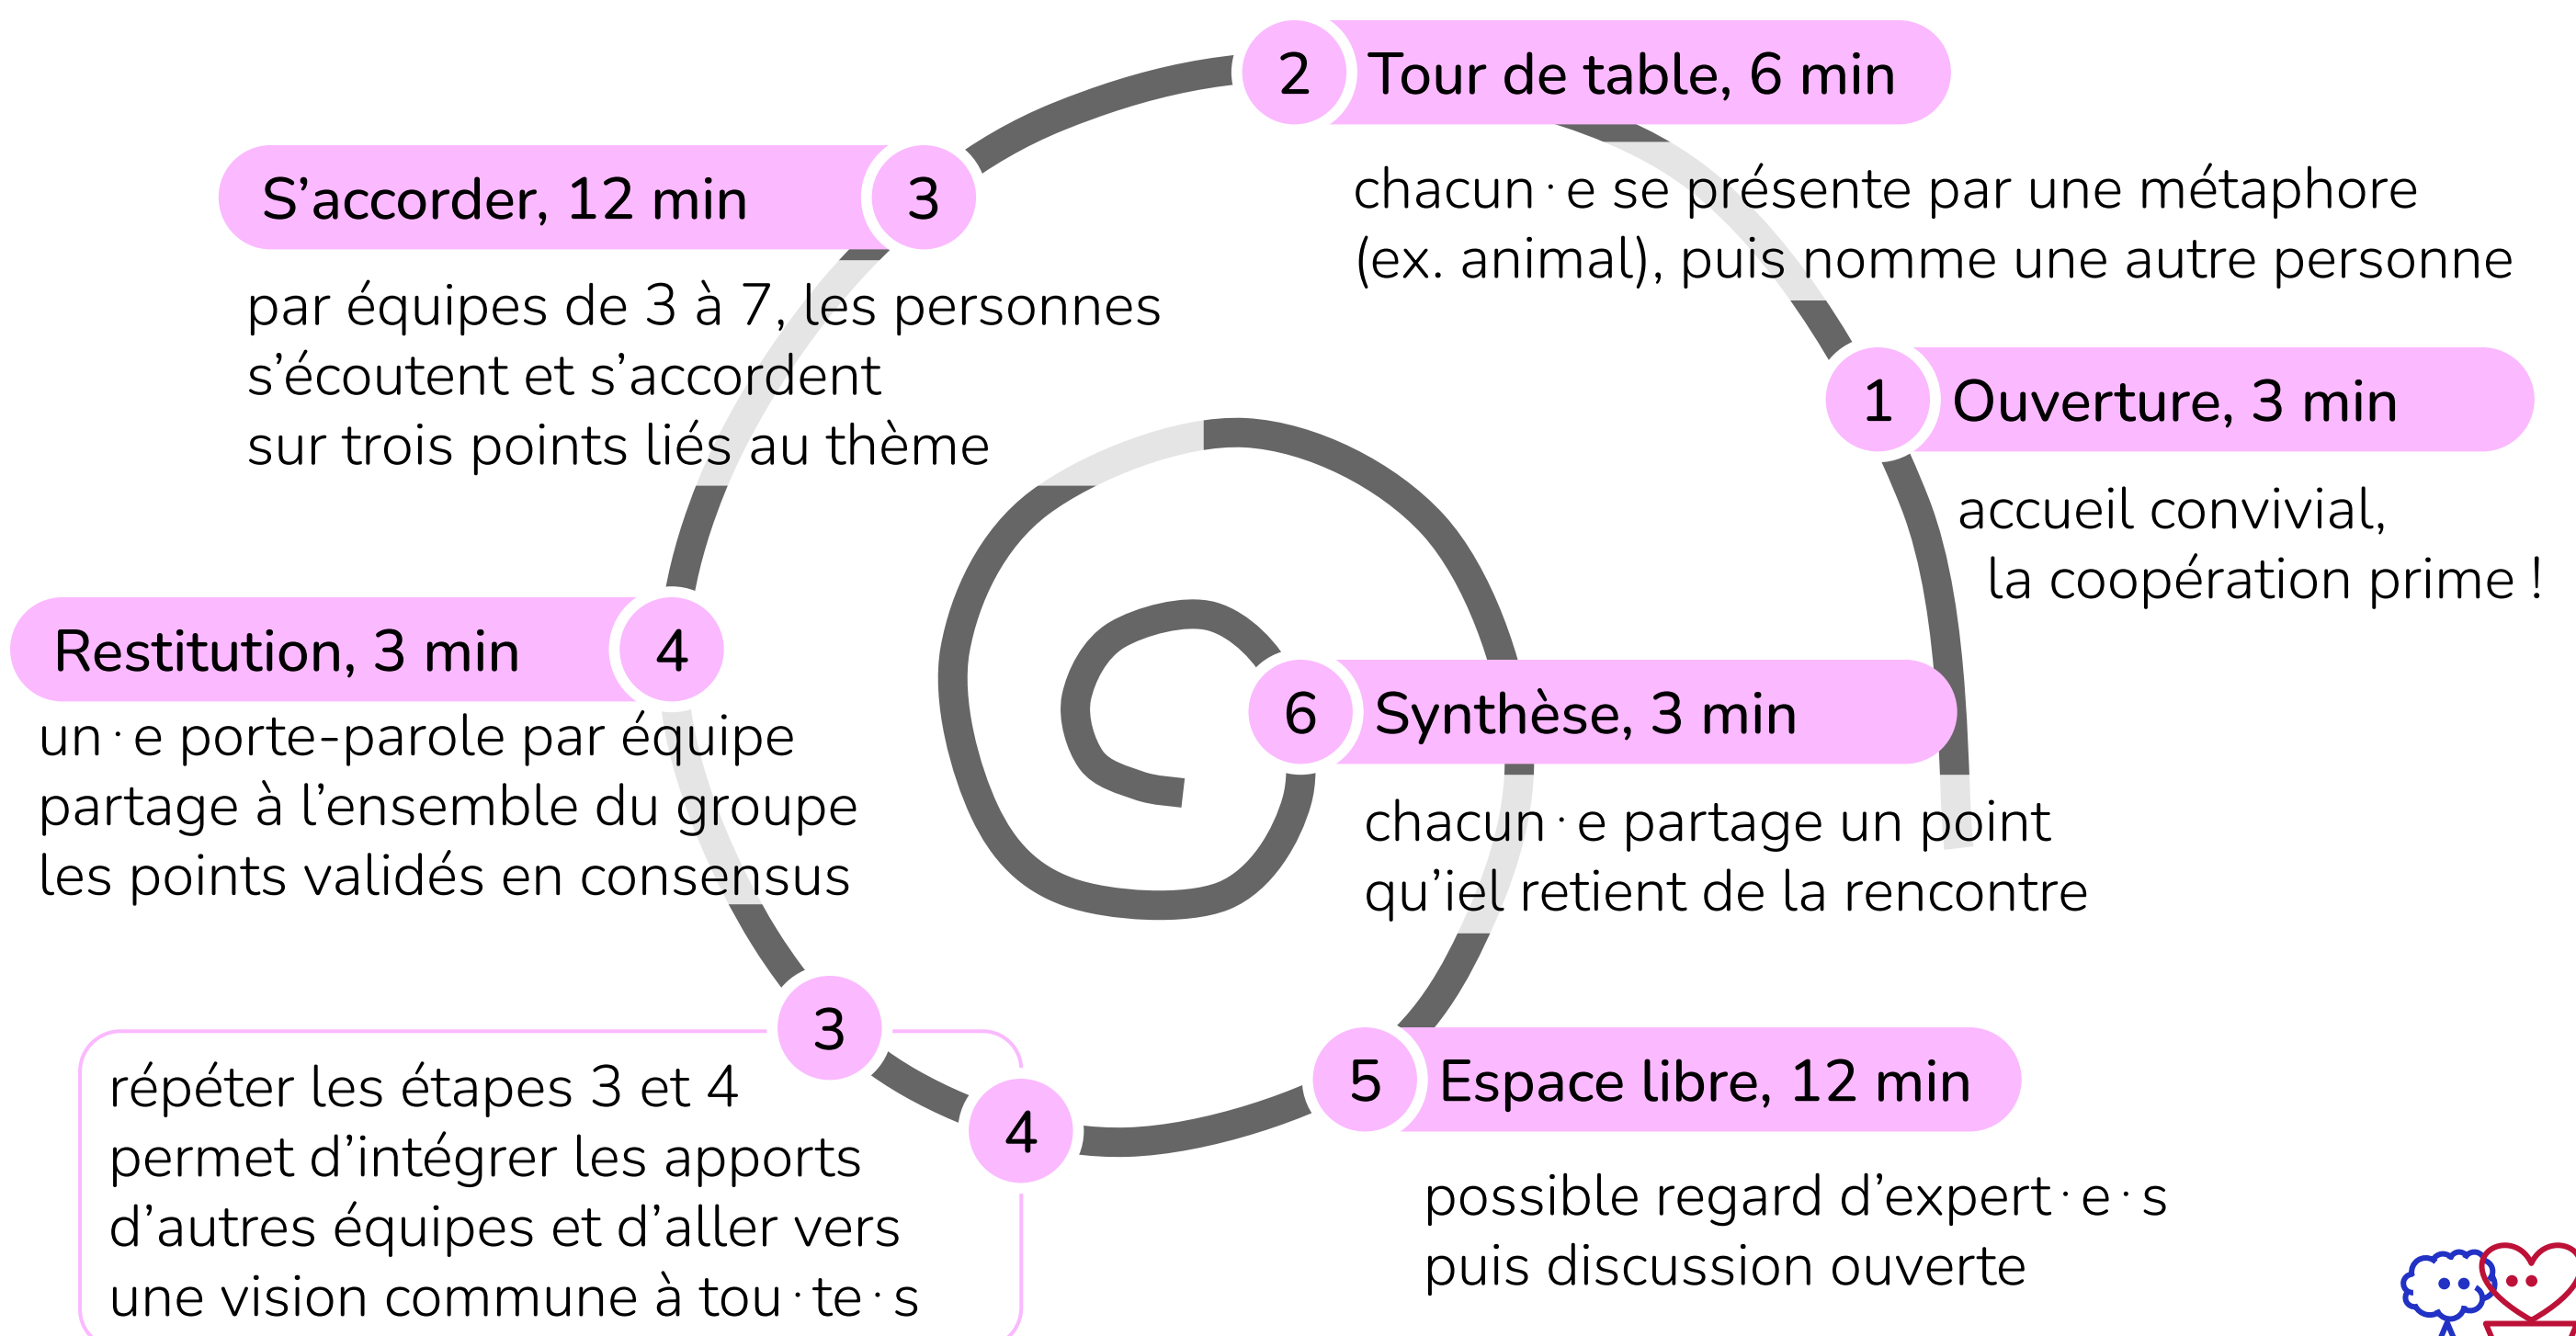 1 Ouverture, 3 min
accueil convivial,
la coopération prime !
2 Tour de table, 6 min
chacun·e se présente par une métaphore
(ex. animal), puis nomme une autre personne
3 S’accorder, 12 min
par équipes de 3 à 7, les personnes
s’écoutent et s’accordent
sur trois points liés au thème
4 Restitution, 3 min
un·e porte-parole par équipe
partage à l’ensemble du groupe
les points validés en consensus
3
4
répéter les étapes 3 et 4
permet d’intégrer les apports
d’autres équipes et d’aller vers
une vision commune à tou·te·s
5 Espace libre, 12 min
possible regard d’expert·e·s
puis discussion ouverte
6 Synthèse, 3 min
chacun·e partage un point
qu’iel retient de la rencontre